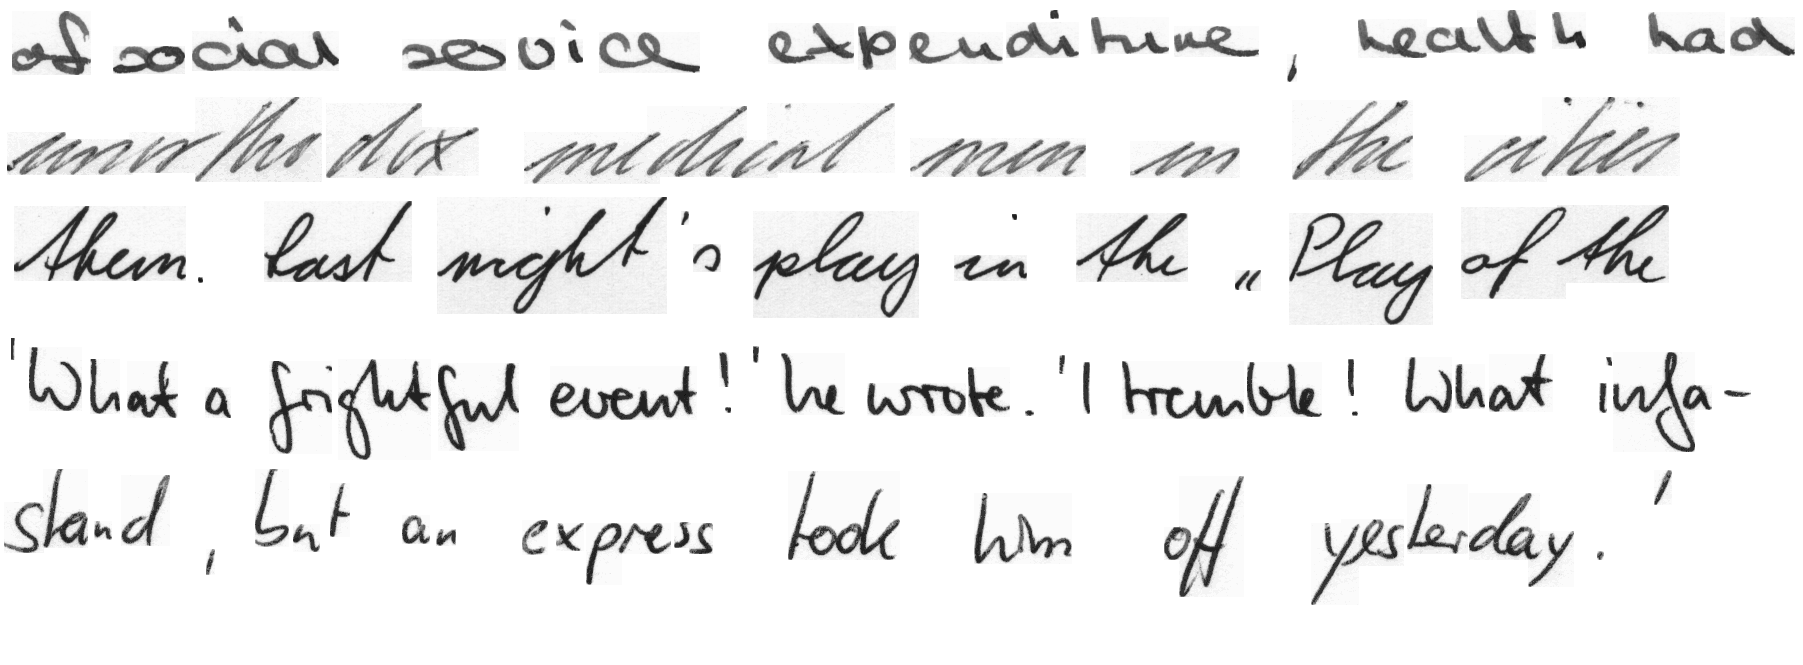 of social service expenditure, health had
unorthodox medical men in the cities
them. Last night's play in the "Play of the
'What a frightful event!' he wrote. 'I tremble! What infa-
stand, but an express took him off yesterday.'